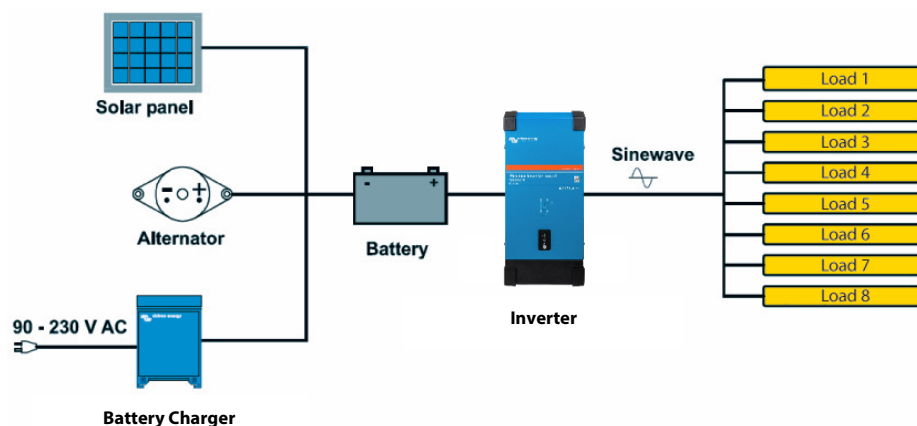 Solar panel
Alternator
90 - 230 V AC
Battery Charger
-
+
-
+
Battery
Inverter
Sinewave
Load 1
Load 2
Load 3
Load 4
Load 5
Load 6
Load 7
Load 8